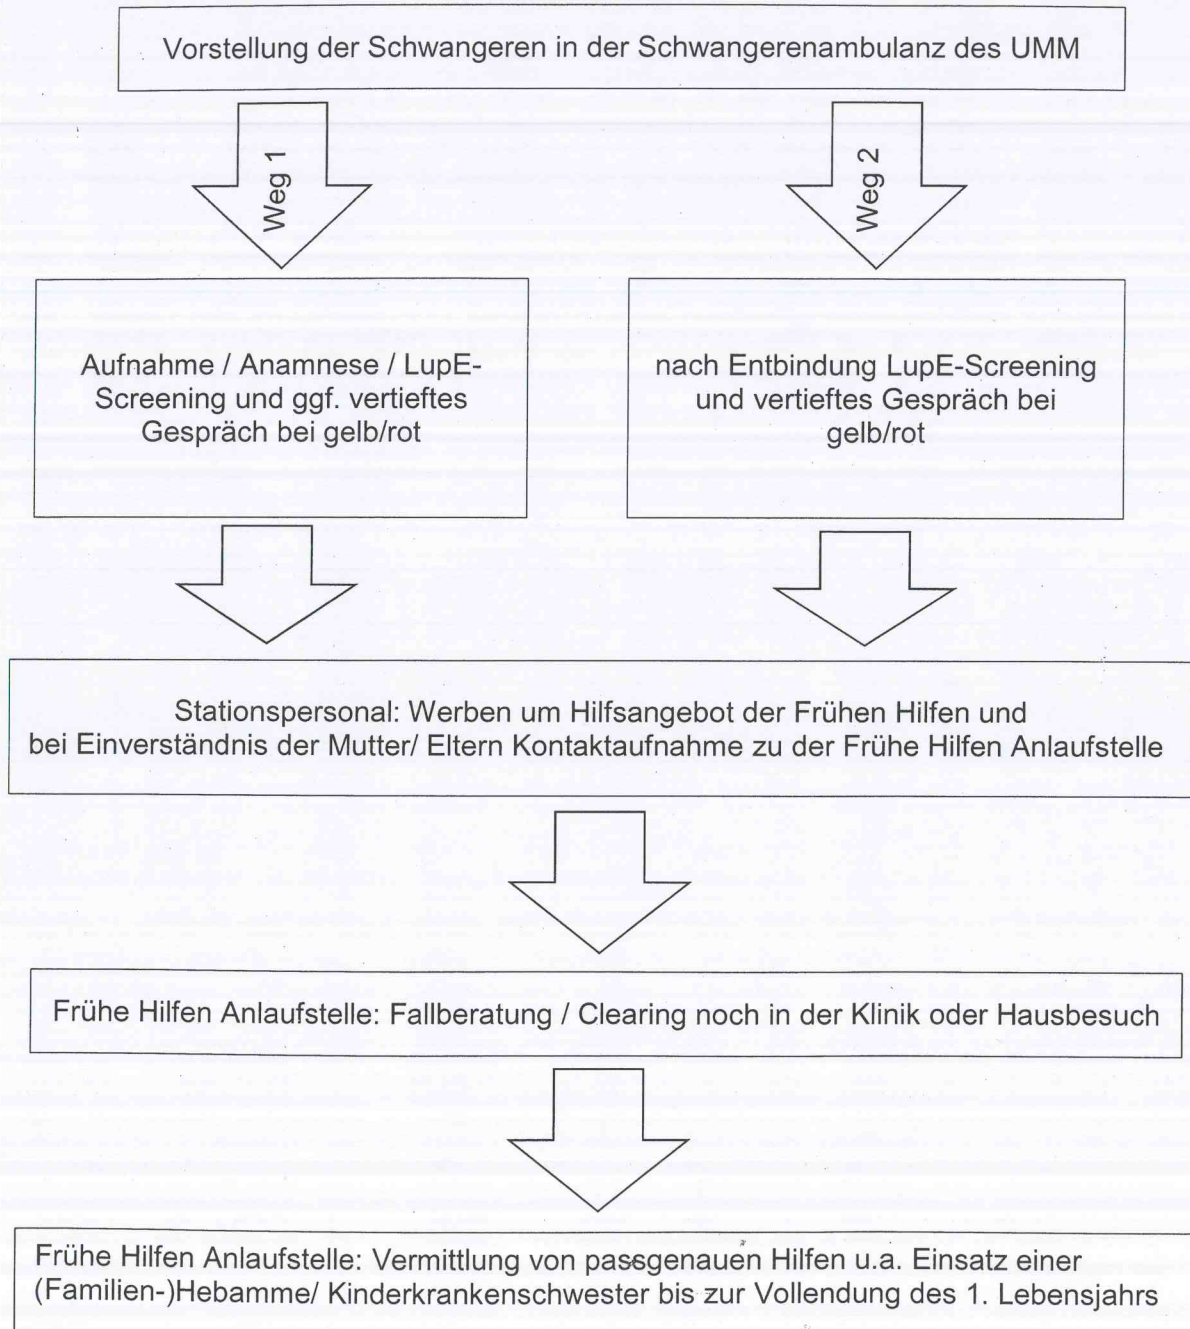 Vorstellung der Schwangeren in der Schwangerenambulanz des UMM
Weg 1
Weg 2
Aufnahme / Anamnese / LupE-
Screening und ggf. vertieftes
Gespräch bei gelb/rot
nach Entbindung LupE-Screening
und vertieftes Gespräch bei
gelb/rot
Stationspersonal: Werben um Hilfsangebot der Frühen Hilfen und
bei Einverständnis der Mutter/ Eltern Kontaktaufnahme zu der Frühe Hilfen Anlaufstelle
Frühe Hilfen Anlaufstelle: Fallberatung / Clearing noch in der Klinik oder Hausbesuch
Frühe Hilfen Anlaufstelle: Vermittlung von passgenauen Hilfen u.a. Einsatz einer
(Familien-)Hebamme/ Kinderkrankenschwester bis zur Vollendung des 1. Lebensjahrs